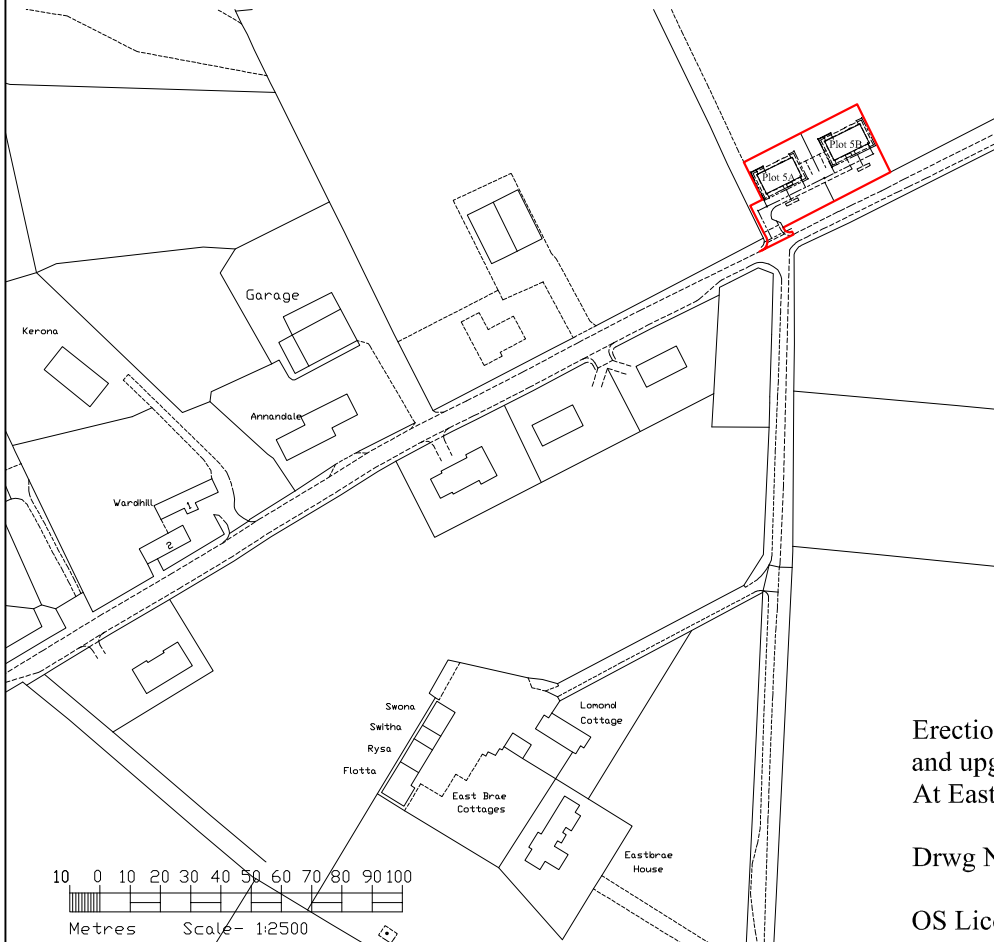 Plot 5B
Plot 5A
Garage
Kerona
Annandale
Wardhill
1
2
Swona
Switha
Rysa
Flotta
Lomond
Cottage
East Brae
Cottages
Eastbrae
House
Erectio
and upg
At East
Drwg N
OS Lice
10 0 10 20 30 40 50 60 70 80 90 100
Metres Scale- 1:2500